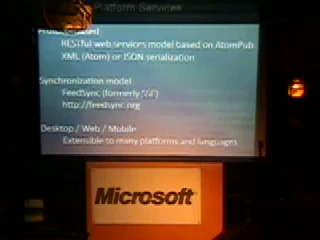 Platform Services
RESTful web services model based on AtomPub
XML (Atom) or JSON serialization
Synchronization model
FeedSync (formerly SSE)
http://feedsync.org
Desktop / Web / Mobile
Extensible to many platforms and languages
Microsoft